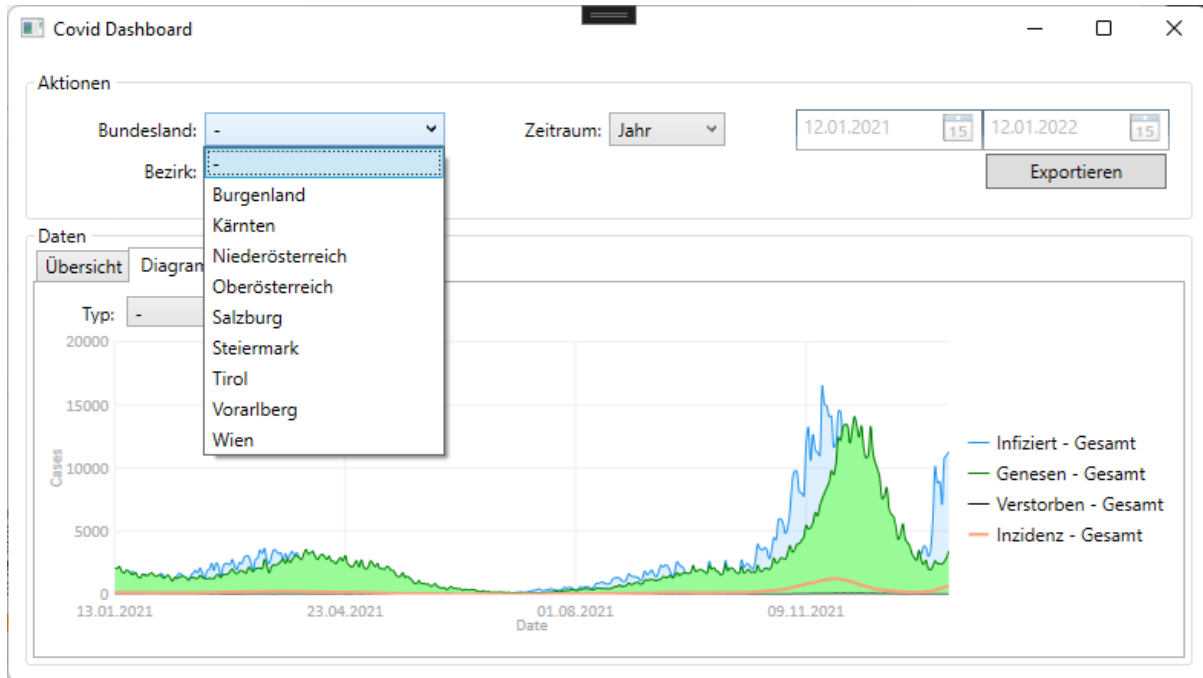 Covid Dashboard
Aktionen
Bundesland: -
Zeitraum: Jahr
12.01.2021 15
12.01.2022 15
Bezirk:
Exportieren
-
Burgenland
Kärnten
Niederösterreich
Oberösterreich
Salzburg
Steiermark
Tirol
Vorarlberg
Wien
Daten
Übersicht
Diagram
Typ: -
20000
15000
10000
5000
0
Cases
13.01.2021
23.04.2021
01.08.2021
09.11.2021
Date
Infiziert - Gesamt
Genesen - Gesamt
Verstorben - Gesamt
Inzidenz - Gesamt